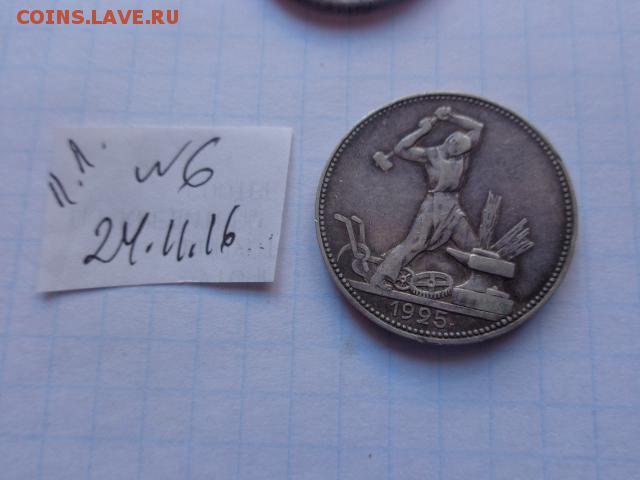 COINS.LAVE.RU
п.л. №6
24.11.16
1925.